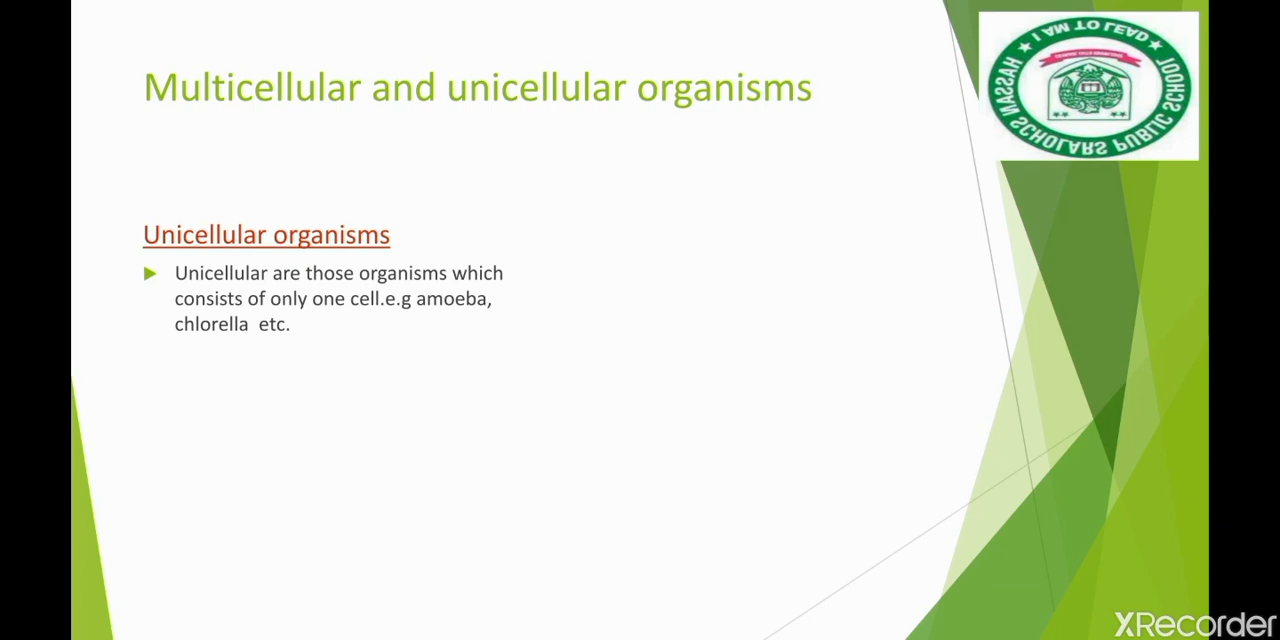 Multicellular and unicellular organisms
I AM TO LEAD
HASSAN SCHOLARS PUBLIC SCHOOL
Unicellular organisms
Unicellular are those organisms which
consists of only one cell.e.g amoeba,
chlorella etc.
XRecorder